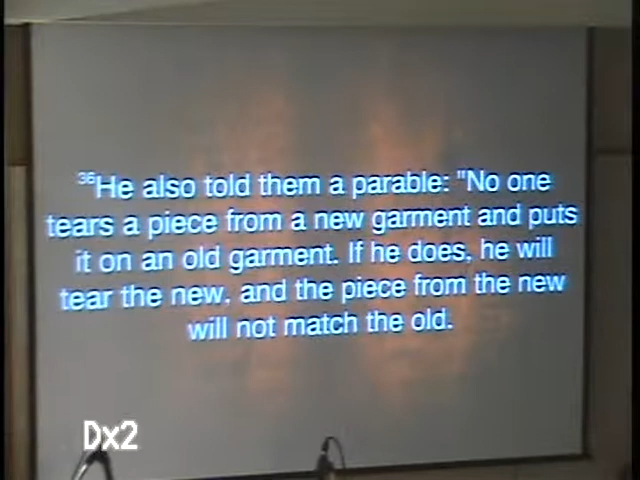 ³⁶He also told them a parable: "No one
tears a piece from a new garment and puts
it on an old garment. If he does, he will
tear the new, and the piece from the new
will not match the old.
Dx2